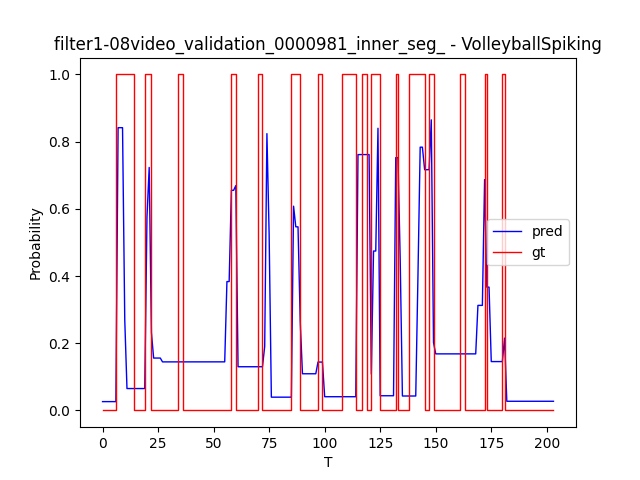 filter1-08video_validation_0000981_inner_seg_ - VolleyballSpiking
1.0
0.8
0.6
0.4
0.2
0.0
Probability
pred
gt
0 25 50 75 100 125 150 175 200
T